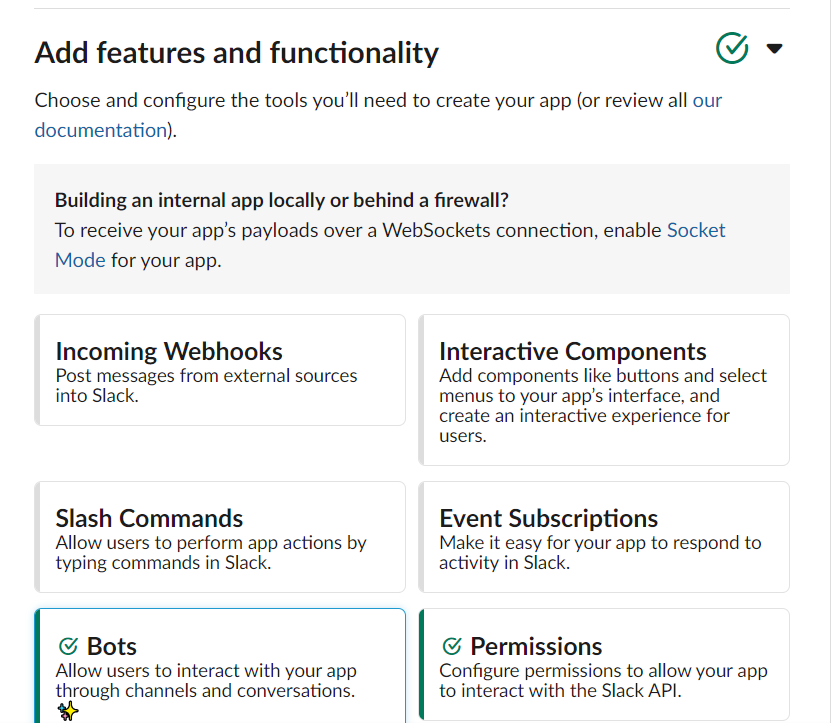 Add features and functionality
Choose and configure the tools you’ll need to create your app (or review all our
documentation).
Building an internal app locally or behind a firewall?
To receive your app’s payloads over a WebSockets connection, enable Socket
Mode for your app.
Incoming Webhooks
Post messages from external sources
into Slack.
Interactive Components
Add components like buttons and select
menus to your app’s interface, and
create an interactive experience for
users.
Slash Commands
Allow users to perform app actions by
typing commands in Slack.
Event Subscriptions
Make it easy for your app to respond to
activity in Slack.
Bots
Allow users to interact with your app
through channels and conversations.
Permissions
Configure permissions to allow your app
to interact with the Slack API.